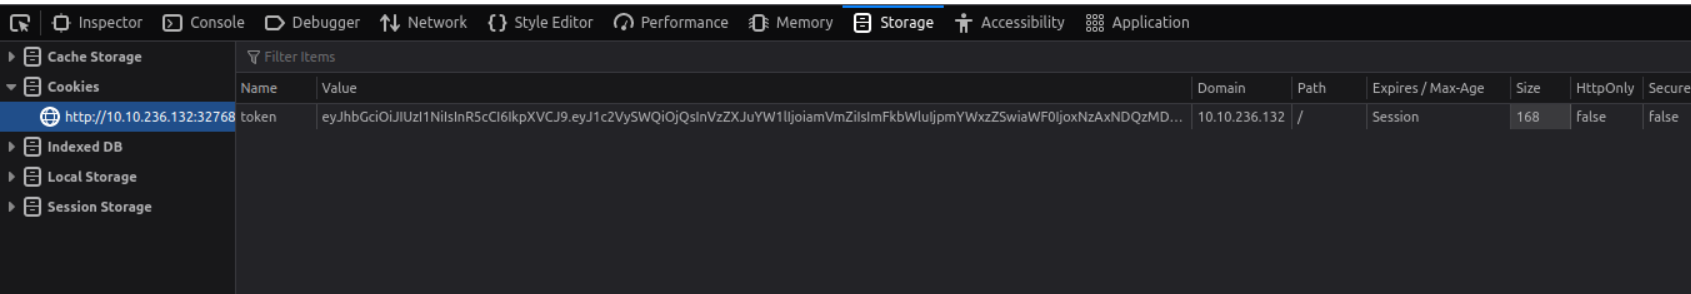 Inspector Console Debugger Network Style Editor Performance Memory Storage Accessibility Application
Cache Storage
Filter Items
Cookies
Name Value Domain Path Expires / Max-Age Size HttpOnly Secure
http://10.10.236.132:32768 token eyJhbGciOiJIUzI1NiIsInR5cCI6IkpXVCJ9.eyJ1c2VySWQiOjQsInVzZXJuYW1lIjoiamVmZiIsImFkbWluIjpmYWxzZSwiaWF0IjoxNzAxNDQzMD... 10.10.236.132 / Session 168 false false
Indexed DB
Local Storage
Session Storage